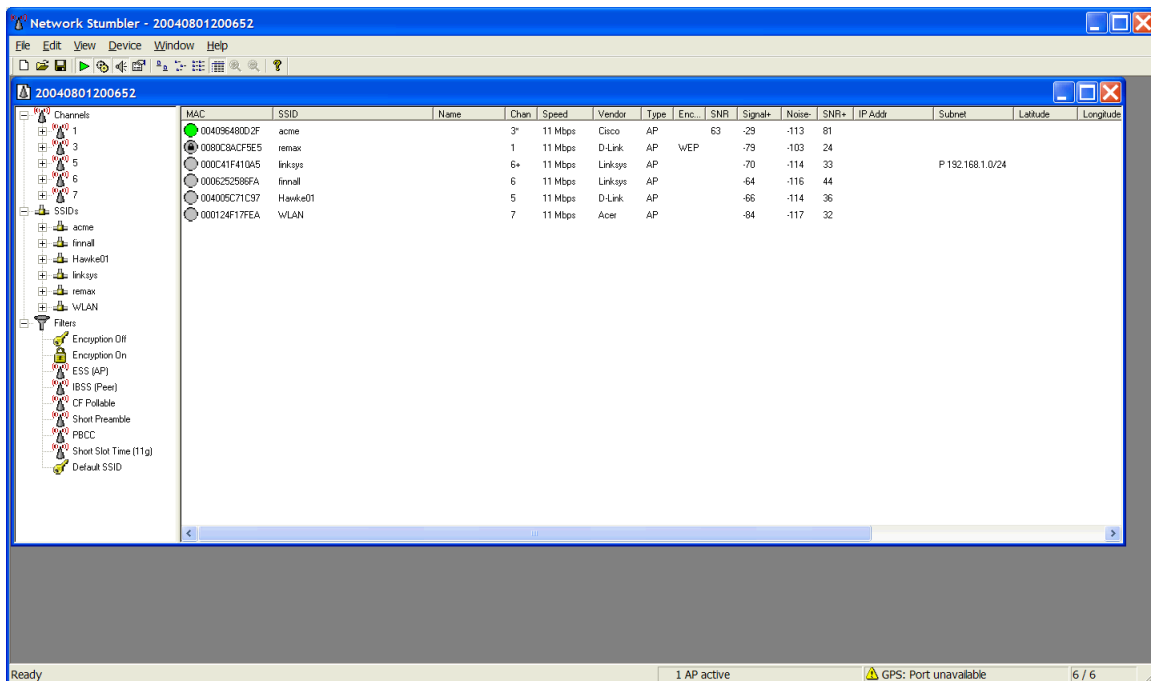 Network Stumbler - 20040801200652
File Edit View Device Window Help
20040801200652
Channels
1
3
5
6
7
SSIDs
acme
finnall
Hawke01
linksys
remax
WLAN
Filters
Encryption Off
Encryption On
ESS (AP)
IBSS (Peer)
CF Pollable
Short Preamble
PBCC
Short Slot Time (11g)
Default SSID
MAC SSID Name Chan Speed Vendor Type Enc... SNR Signal+ Noise- SNR+ IP Addr Subnet Latitude Longitude
004096480D2F acme 3* 11 Mbps Cisco AP 63 -29 -113 81
0080C8ACF5E5 remax 1 11 Mbps D-Link AP WEP -79 -103 24
000C41F410A5 linksys 6+ 11 Mbps Linksys AP -70 -114 33 P 192.168.1.0/24
0006252586FA finnall 6 11 Mbps Linksys AP -64 -116 44
004005C71C97 Hawke01 5 11 Mbps D-Link AP -66 -114 36
000124F17FEA WLAN 7 11 Mbps Acer AP -84 -117 32
Ready 1 AP active GPS: Port unavailable 6 / 6